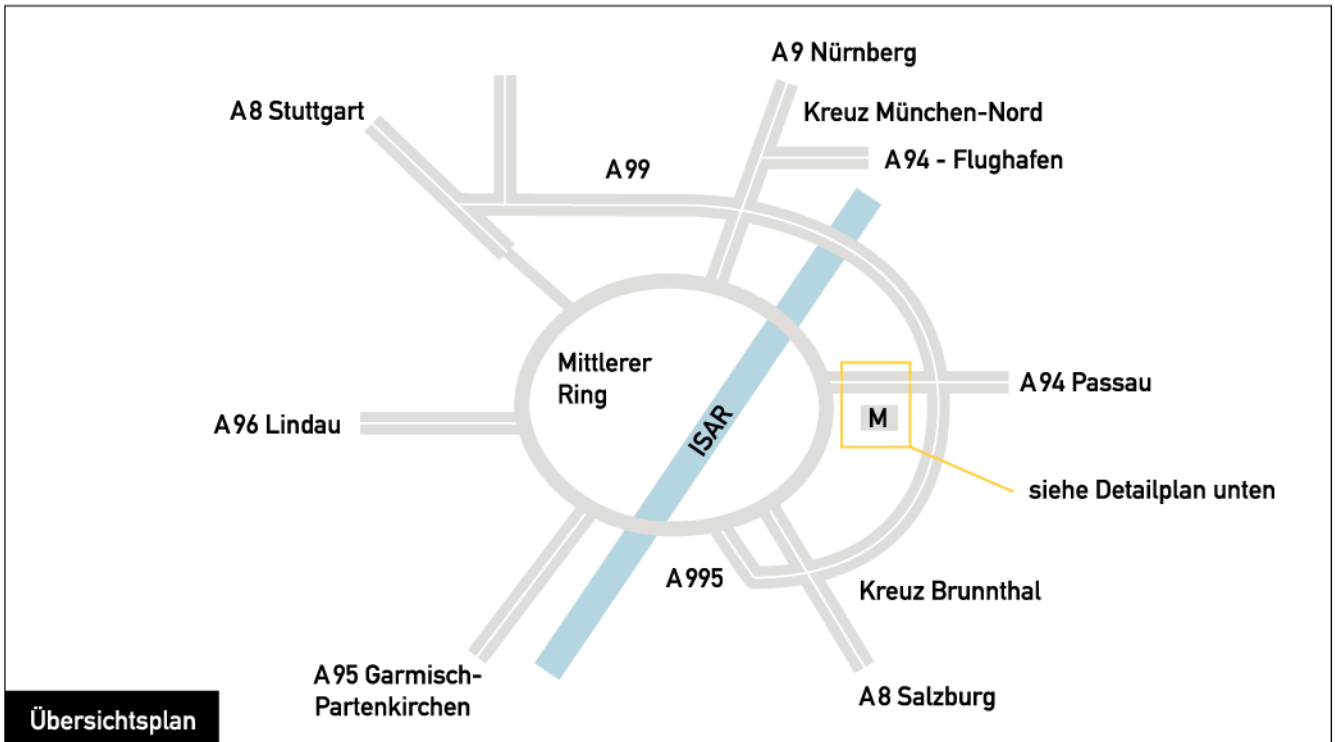 A9 Nürnberg
A8 Stuttgart
Kreuz München-Nord
A94 - Flughafen
A99
Mittlerer
Ring
A94 Passau
M
A96 Lindau
ISAR
siehe Detailplan unten
A995
Kreuz Brunnthal
A95 Garmisch-
Partenkirchen
A8 Salzburg
Übersichtsplan